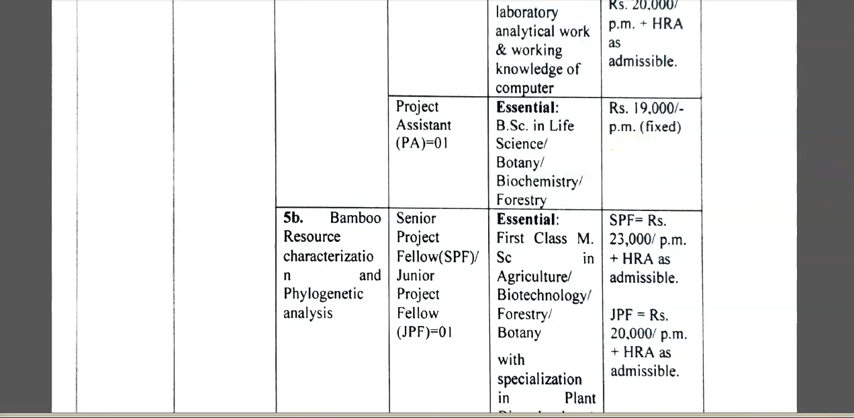 laboratory
analytical work
& working
knowledge of
computer
Rs. 20,000/
p.m. + HRA
as
admissible.
Project
Assistant
(PA)=01
Essential:
B.Sc. in Life
Science/
Botany/
Biochemistry/
Forestry
Rs. 19,000/-
p.m. (fixed)
5b. Bamboo
Resource
characterizatio
n and
Phylogenetic
analysis
Senior
Project
Fellow(SPF)/
Junior
Project
Fellow
(JPF)=01
Essential:
First Class M.
Sc in
Agriculture/
Biotechnology/
Forestry/
Botany
with
specialization
in Plant
SPF= Rs.
23,000/ p.m.
+ HRA as
admissible.
JPF = Rs.
20,000/ p.m.
+ HRA as
admissible.